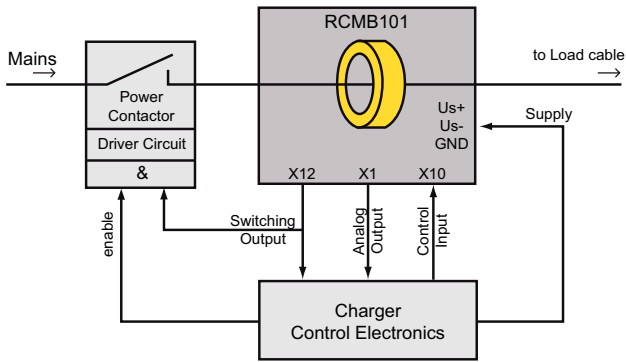 RCMB101
Mains
to Load cable
Power
Contactor
Us+
Us-
GND
Supply
Driver Circuit
&
X12
X1
X10
enable
Switching
Output
Analog
Output
Control
Input
Charger
Control Electronics